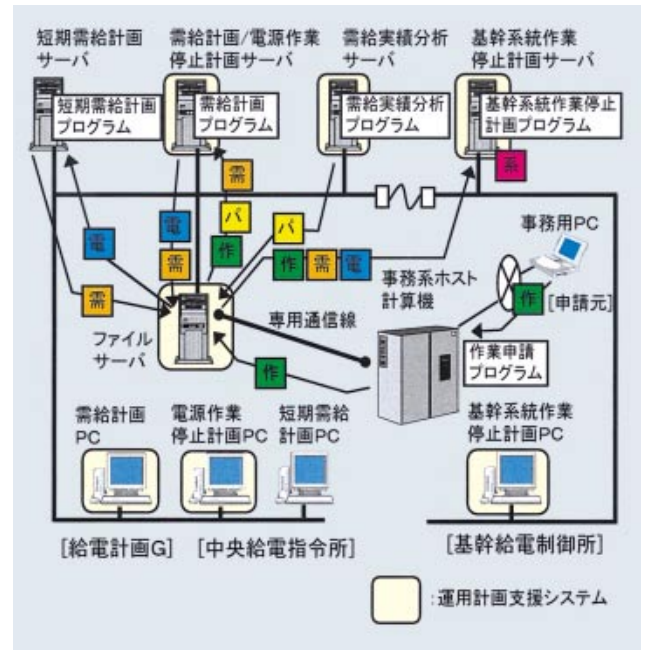 短期需給計画
サーバ
需給計画/電源作業
停止計画サーバ
需給実績分析
サーバ
基幹系統作業
停止計画サーバ
短期需給計画
プログラム
需給計画
プログラム
需給実績分析
プログラム
基幹系統作業停止
計画プログラム
系
需
電
電
パ
パ
需
作
作
需
電
需
事務用PC
事務系ホスト
計算機
作
[申請元]
専用通信線
ファイル
サーバ
作
作業申請
プログラム
需給計画
PC
電源作業
停止計画PC
短期需給
計画PC
基幹系統作業
停止計画PC
[給電計画G]
[中央給電指令所]
[基幹給電制御所]
:運用計画支援システム